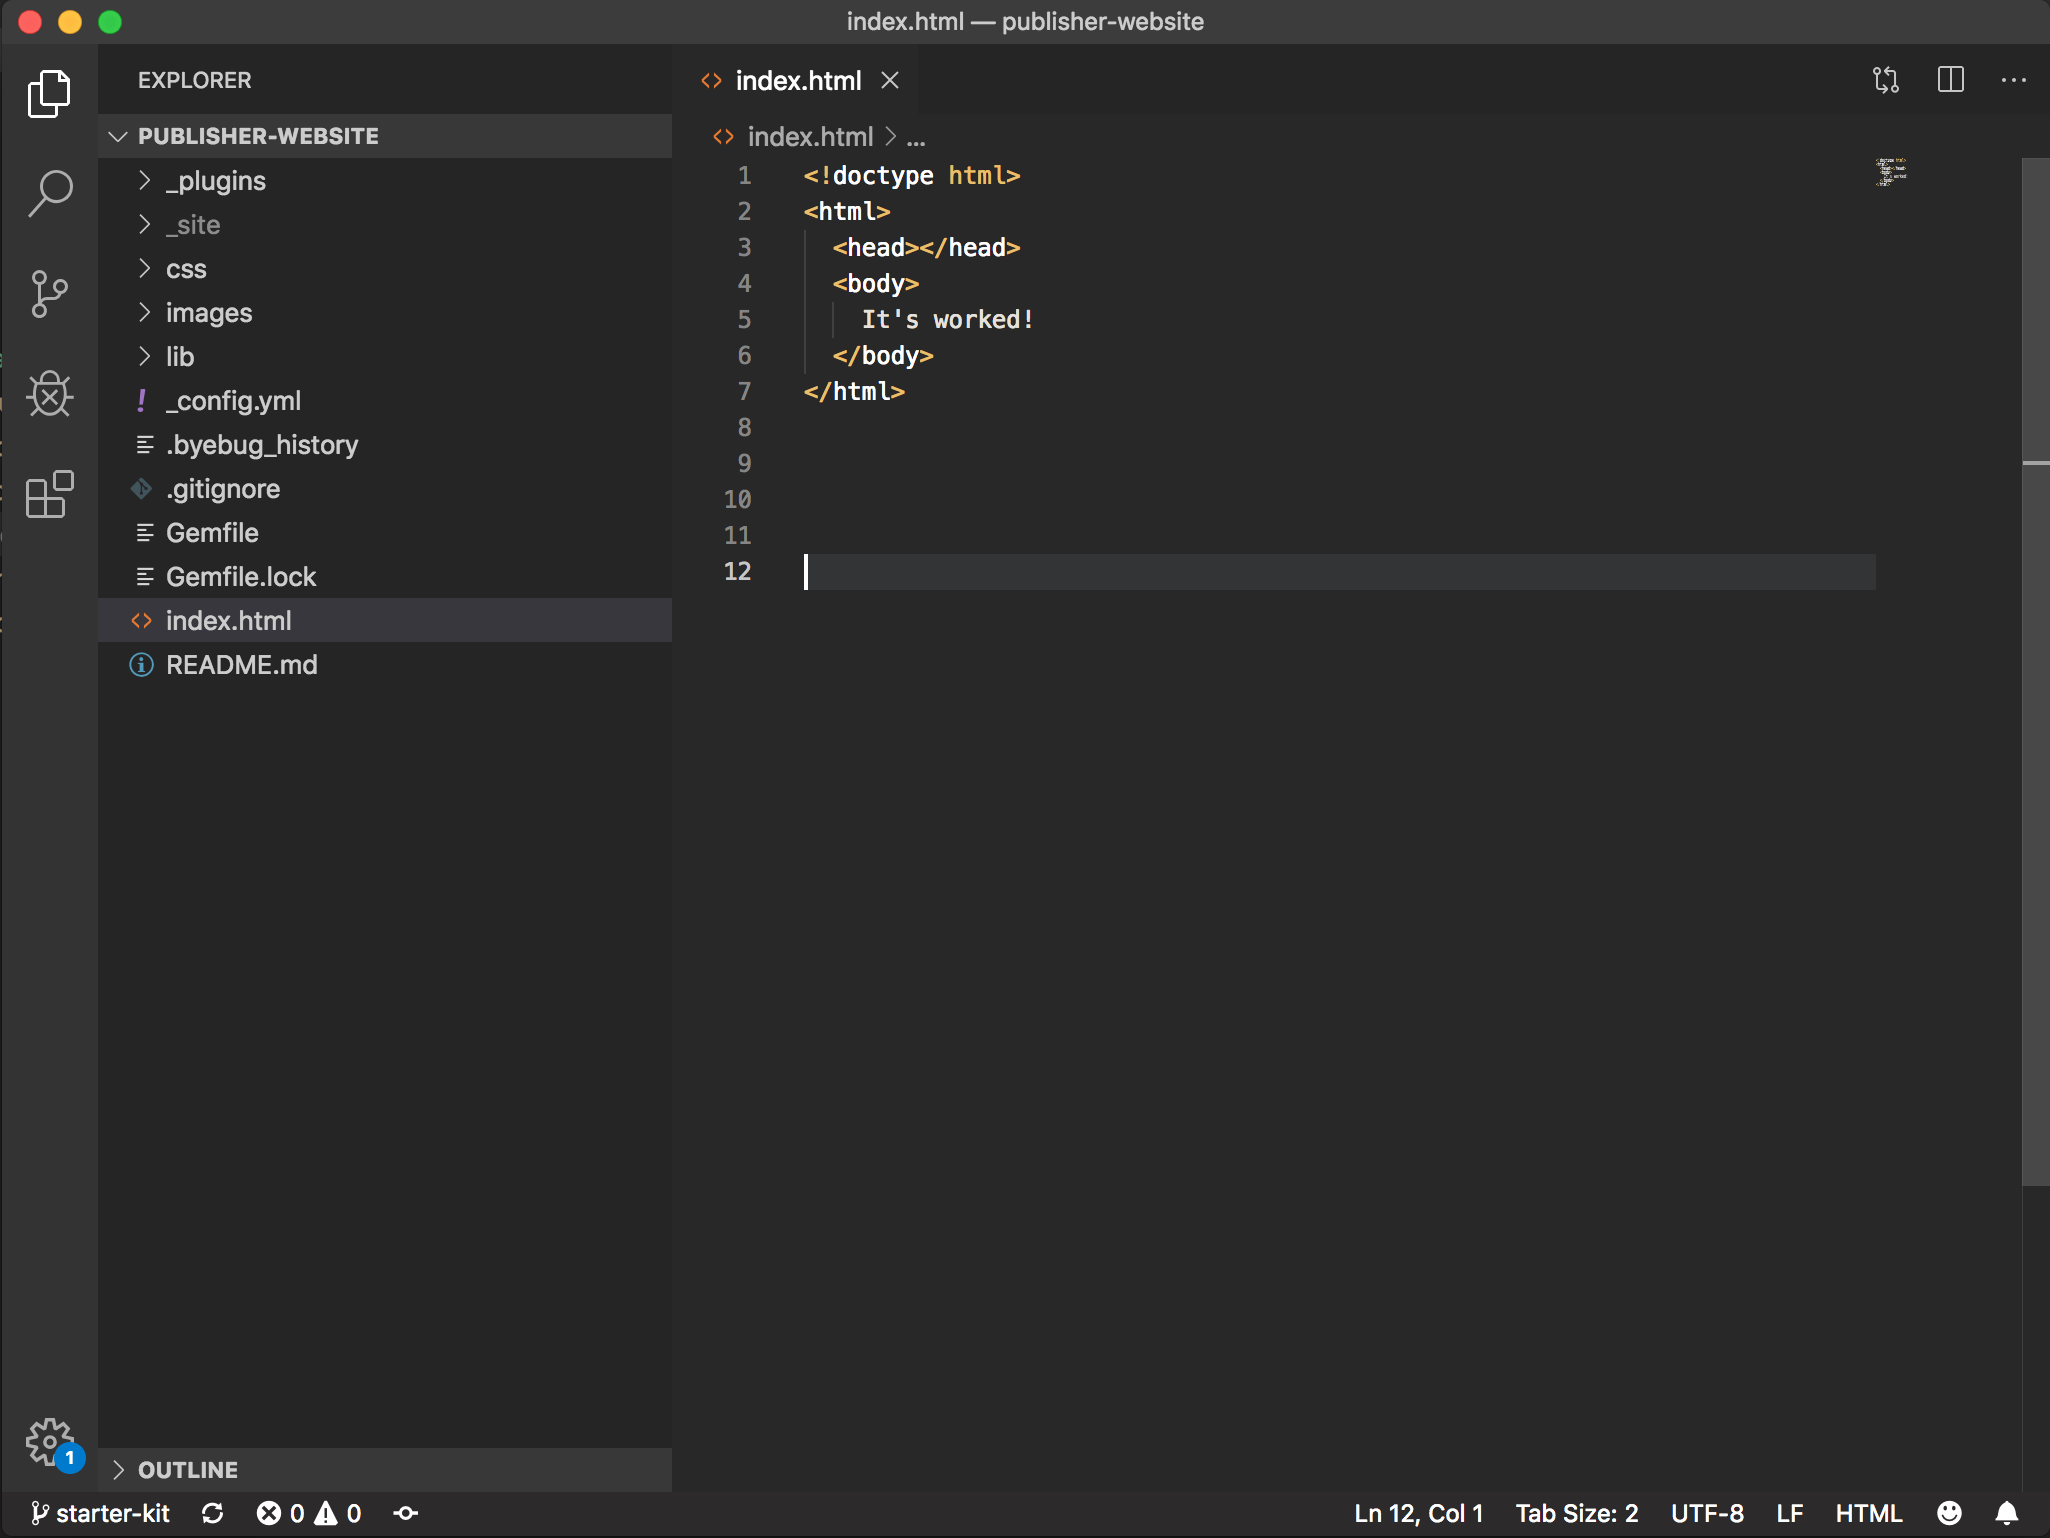 index.html — publisher-website
EXPLORER
PUBLISHER-WEBSITE
_plugins
_site
css
images
lib
_config.yml
.byebug_history
.gitignore
Gemfile
Gemfile.lock
index.html
README.md
OUTLINE
index.html
index.html > ...
1 <!doctype html>
2 <html>
3 <head></head>
4 <body>
5 It's worked!
6 </body>
7 </html>
8
9
10
11
12
1
starter-kit 0 0 Ln 12, Col 1 Tab Size: 2 UTF-8 LF HTML